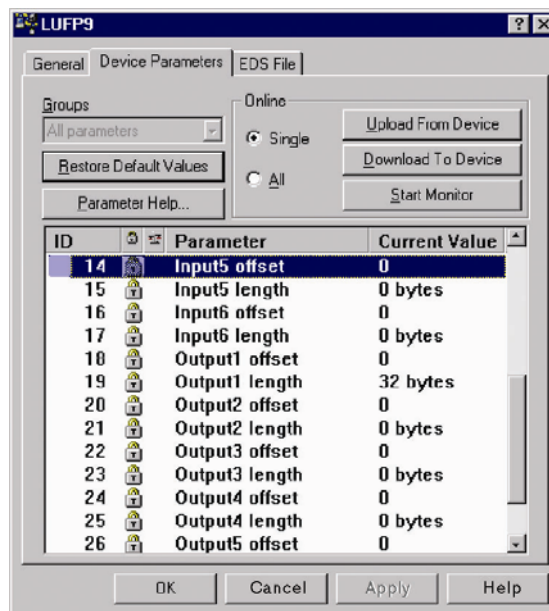 LUFP9
General Device Parameters EDS File
Groups
All parameters
Restore Default Values
Parameter Help...
Online
Single
All
Upload From Device
Download To Device
Start Monitor
ID Parameter Current Value
14 Input5 offset 0
15 Input5 length 0 bytes
16 Input6 offset 0
17 Input6 length 0 bytes
18 Output1 offset 0
19 Output1 length 32 bytes
20 Output2 offset 0
21 Output2 length 0 bytes
22 Output3 offset 0
23 Output3 length 0 bytes
24 Output4 offset 0
25 Output4 length 0 bytes
26 Output5 offset 0
OK Cancel Apply Help